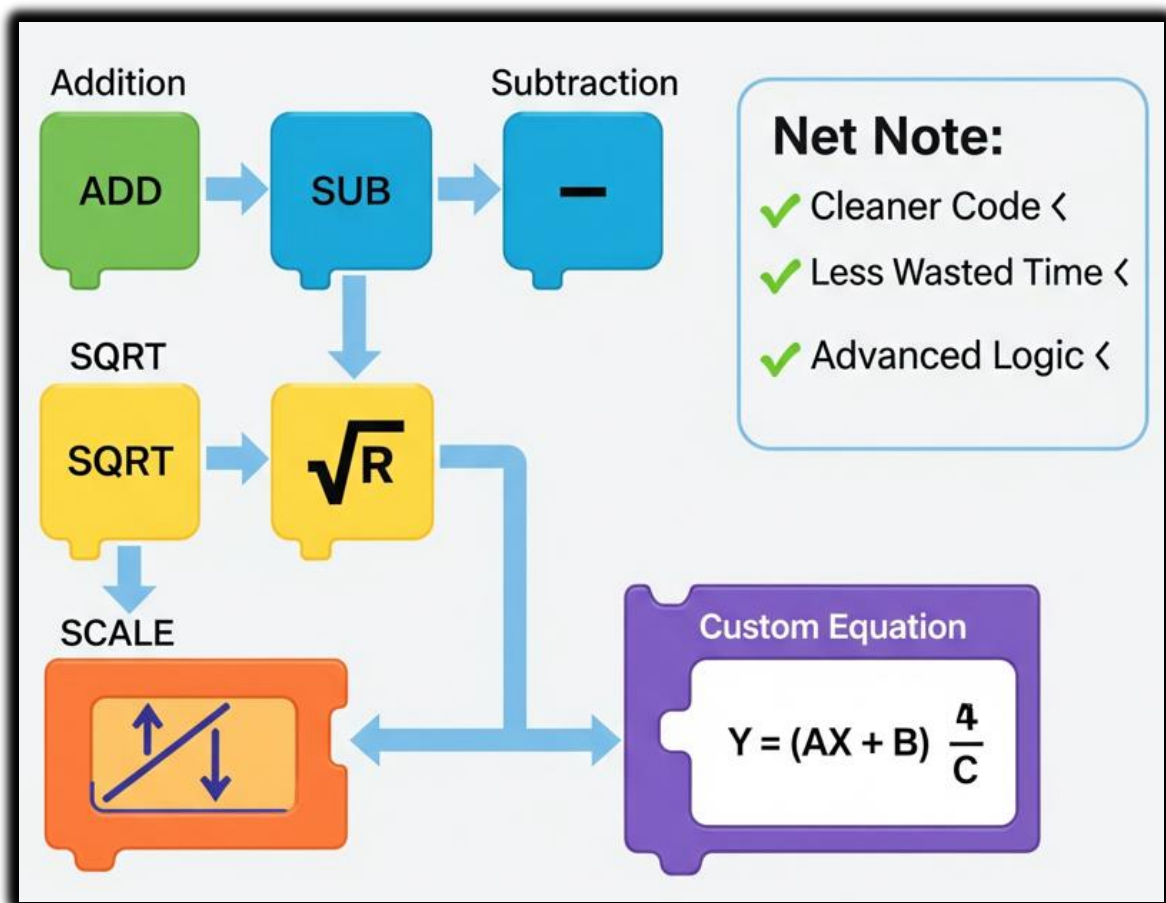 Addition
Subtraction
ADD
SUB
−
Net Note:
✓ Cleaner Code <
✓ Less Wasted Time <
✓ Advanced Logic <
SQRT
SQRT
√R
SCALE
Custom Equation
Y = (AX + B) 4/C